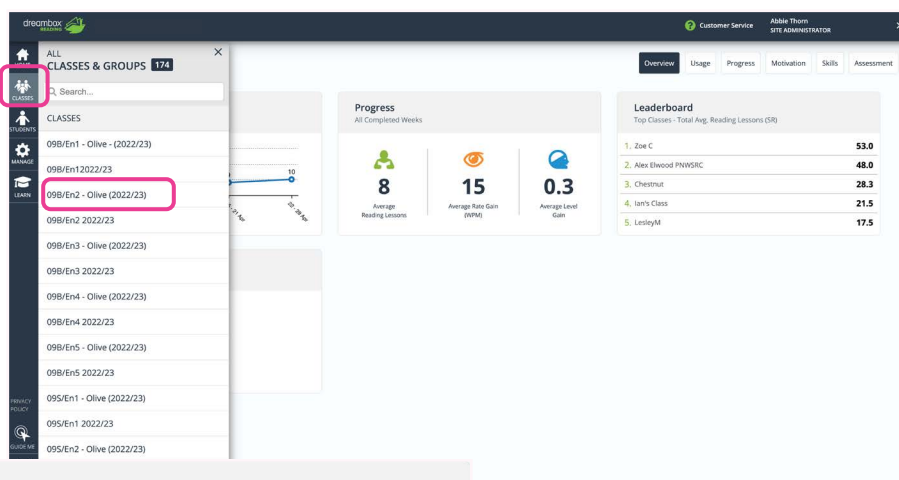 dreambox
READING
Customer Service
Abbie Thorn
SITE ADMINISTRATOR
HOME
CLASSES
STUDENTS
MANAGE
LEARN
PRIVACY
POLICY
GUIDE ME
ALL
CLASSES & GROUPS 174
Search...
CLASSES
09B/En1 - Olive - (2022/23)
09B/En12022/23
09B/En2 - Olive (2022/23)
09B/En2 2022/23
09B/En3 - Olive (2022/23)
09B/En3 2022/23
09B/En4 - Olive (2022/23)
09B/En4 2022/23
09B/En5 - Olive (2022/23)
09B/En5 2022/23
09S/En1 - Olive (2022/23)
09S/En1 2022/23
09S/En2 - Olive (2022/23)
Overview Usage Progress Motivation Skills Assessment
10
21 Apr
22 - 28 Apr
Progress
All Completed Weeks
8
Average
Reading Lessons
15
Average Rate Gain
(WPM)
0.3
Average Level
Gain
Leaderboard
Top Classes - Total Avg. Reading Lessons (SR)
1. Zoe C 53.0
2. Alex Elwood PNWSRC 48.0
3. Chestnut 28.3
4. Ian's Class 21.5
5. LesleyM 17.5